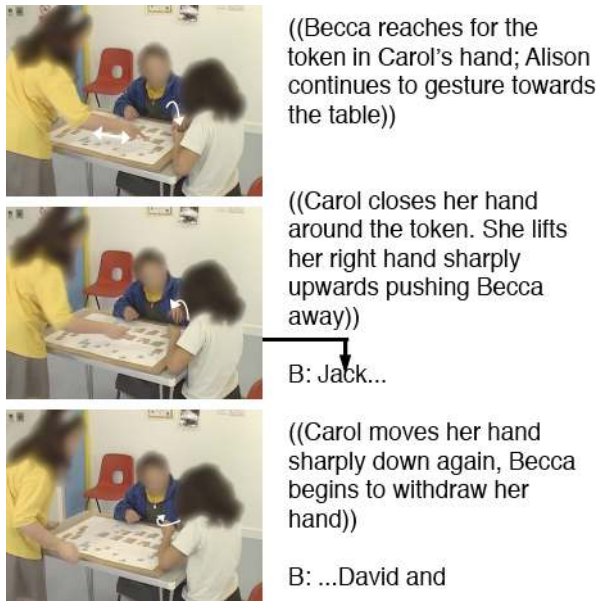 ((Becca reaches for the
token in Carol's hand; Alison
continues to gesture towards
the table))
((Carol closes her hand
around the token. She lifts
her right hand sharply
upwards pushing Becca
away))
B: Jack...
((Carol moves her hand
sharply down again, Becca
begins to withdraw her
hand))
B: ...David and